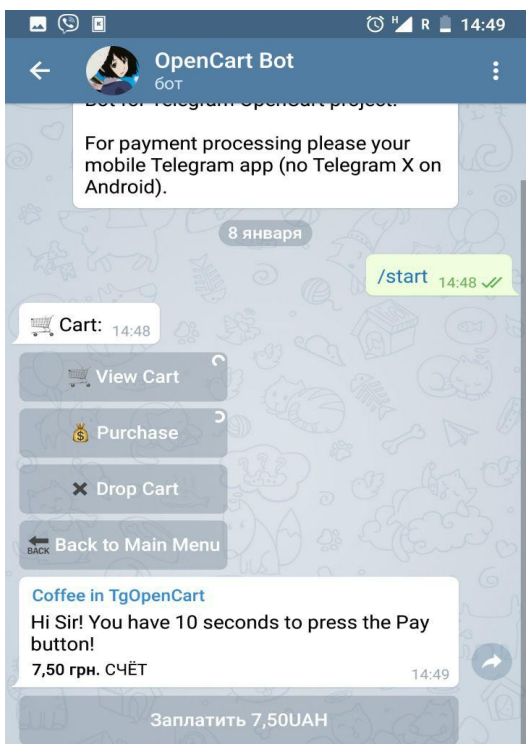 H R 14:49
OpenCart Bot
бот
Bot for Telegram OpenCart project.
For payment processing please your
mobile Telegram app (no Telegram X on
Android).
8 января
/start 14:48
Cart: 14:48
View Cart
Purchase
Drop Cart
BACK Back to Main Menu
Coffee in TgOpenCart
Hi Sir! You have 10 seconds to press the Pay
button!
7,50 грн. СЧЁТ 14:49
Заплатить 7,50UAH